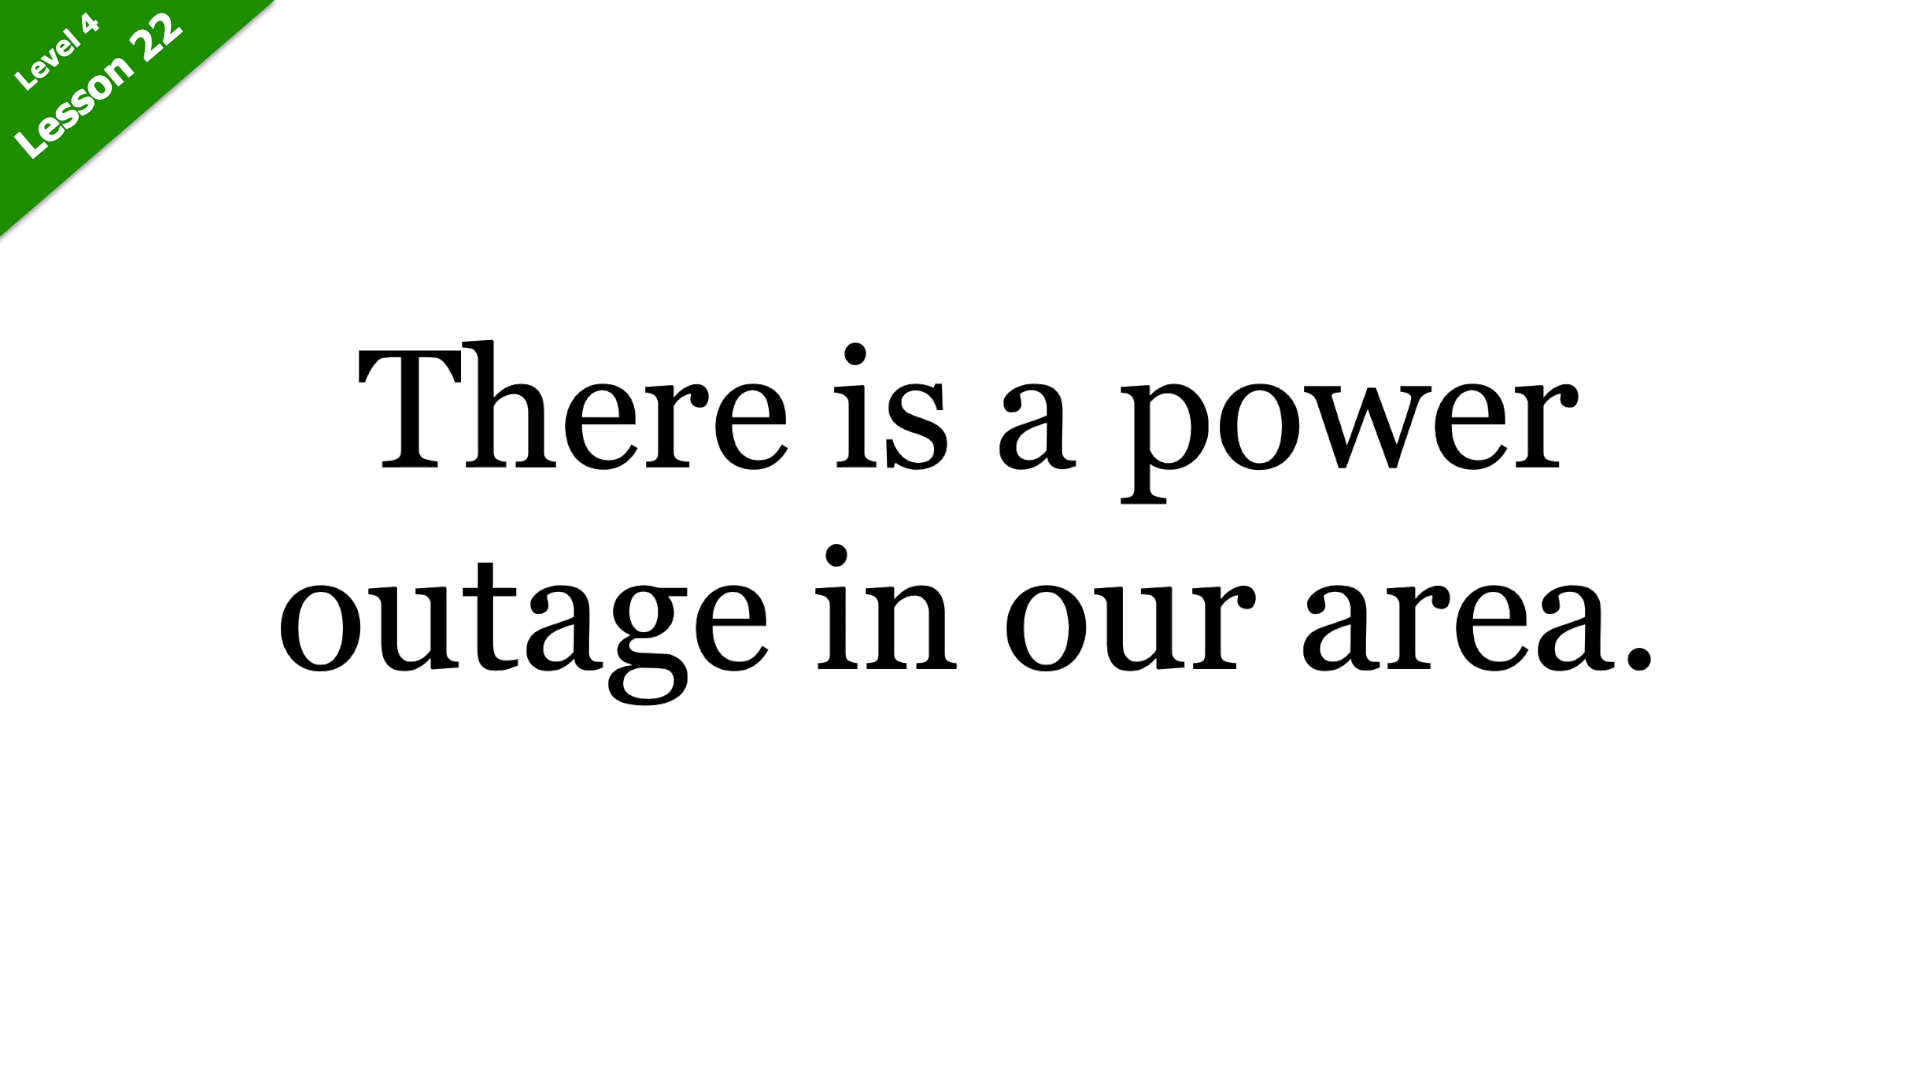 Level 4
Lesson 22
There is a power
outage in our area.